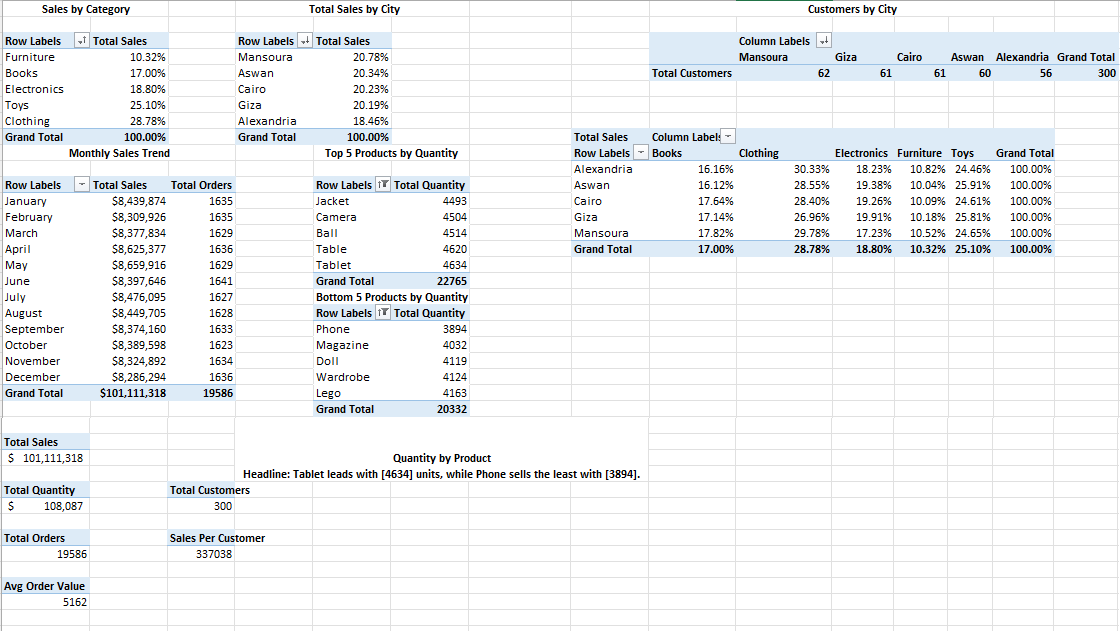 Sales by Category
Row Labels Total Sales
Furniture 10.32%
Books 17.00%
Electronics 18.80%
Toys 25.10%
Clothing 28.78%
Grand Total 100.00%
Total Sales by City
Row Labels Total Sales
Mansoura 20.78%
Aswan 20.34%
Cairo 20.23%
Giza 20.19%
Alexandria 18.46%
Grand Total 100.00%
Customers by City
Column Labels
Mansoura Giza Cairo Aswan Alexandria Grand Total
Total Customers 62 61 61 60 56 300
Total Sales Column Labels
Row Labels Books Clothing Electronics Furniture Toys Grand Total
Alexandria 16.16% 30.33% 18.23% 10.82% 24.46% 100.00%
Aswan 16.12% 28.55% 19.38% 10.04% 25.91% 100.00%
Cairo 17.64% 28.40% 19.26% 10.09% 24.61% 100.00%
Giza 17.14% 26.96% 19.91% 10.18% 25.81% 100.00%
Mansoura 17.82% 29.78% 17.23% 10.52% 24.65% 100.00%
Grand Total 17.00% 28.78% 18.80% 10.32% 25.10% 100.00%
Monthly Sales Trend
Row Labels Total Sales Total Orders
January $8,439,874 1635
February $8,309,926 1635
March $8,377,834 1629
April $8,625,377 1636
May $8,659,916 1629
June $8,397,646 1641
July $8,476,095 1627
August $8,449,705 1628
September $8,374,160 1633
October $8,389,598 1623
November $8,324,892 1634
December $8,286,294 1636
Grand Total $101,111,318 19586
Top 5 Products by Quantity
Row Labels Total Quantity
Jacket 4493
Camera 4504
Ball 4514
Table 4620
Tablet 4634
Grand Total 22765
Bottom 5 Products by Quantity
Row Labels Total Quantity
Phone 3894
Magazine 4032
Doll 4119
Wardrobe 4124
Lego 4163
Grand Total 20332
Total Sales
$ 101,111,318
Quantity by Product
Headline: Tablet leads with [4634] units, while Phone sells the least with [3894].
Total Quantity
$ 108,087
Total Customers
300
Total Orders
19586
Sales Per Customer
337038
Avg Order Value
5162